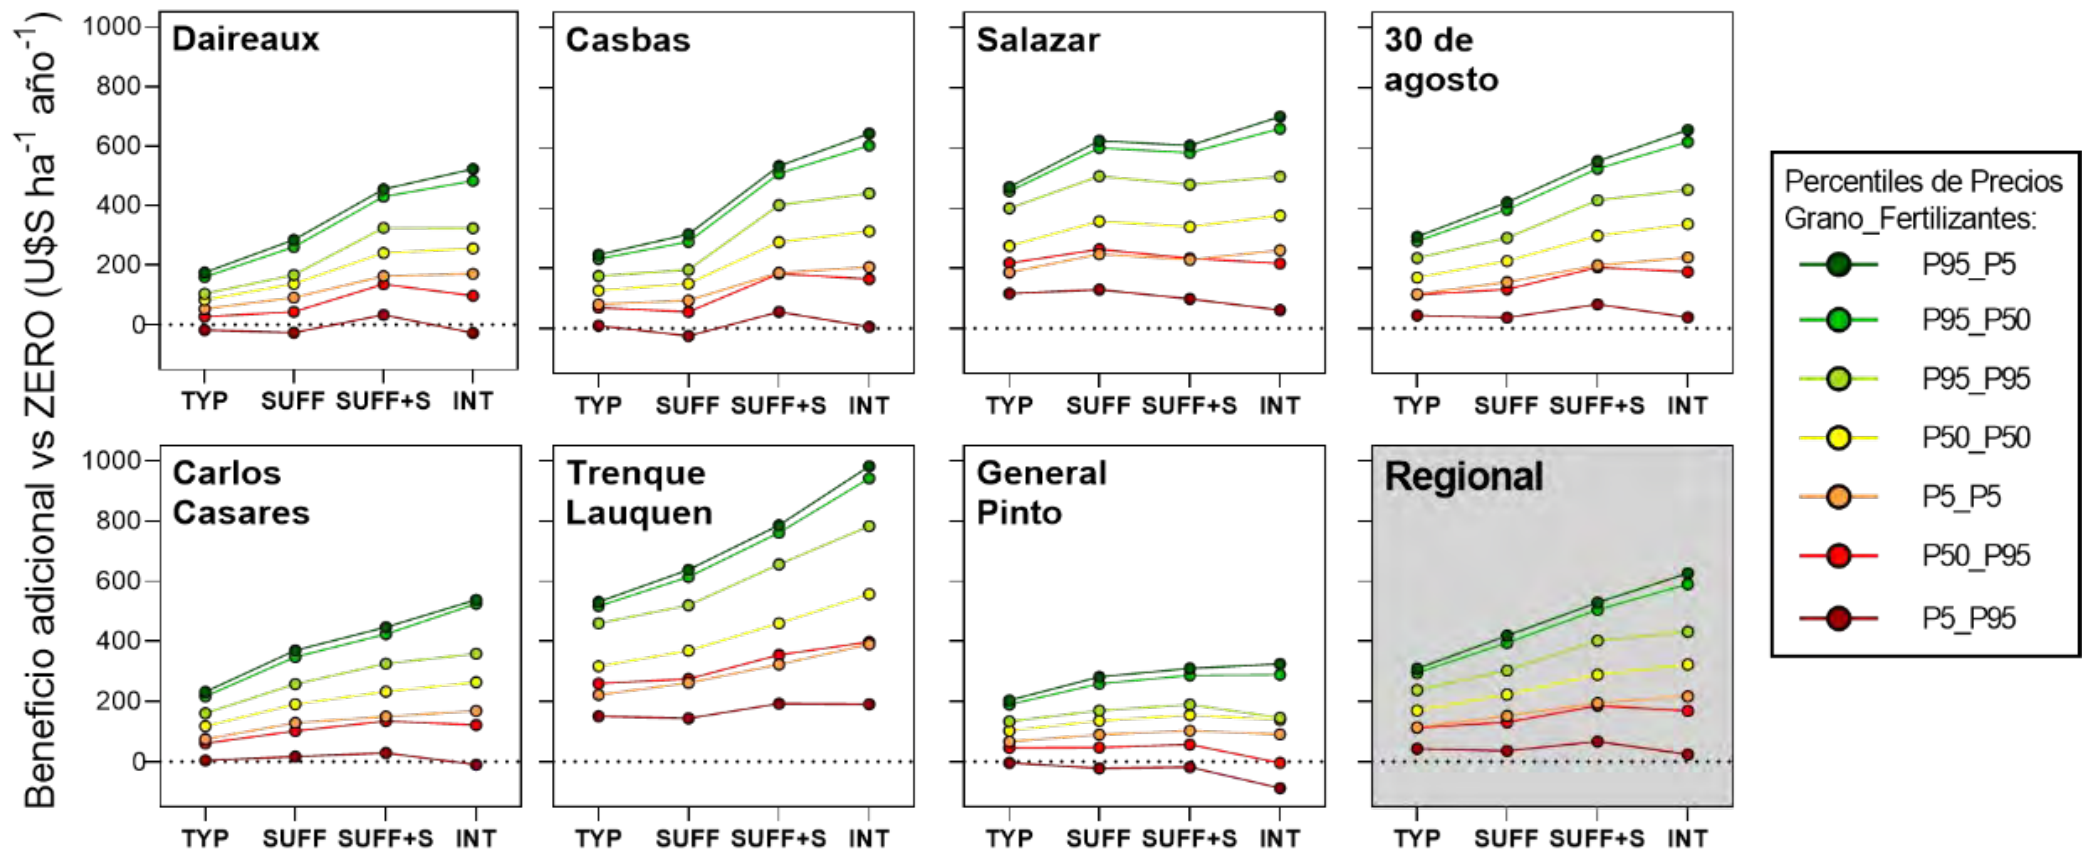 Beneficio adicional vs ZERO (U$S ha-1 año-1)
1000
800
600
400
200
0
Daireaux
TYP SUFF SUFF+S INT
Casbas
TYP SUFF SUFF+S INT
Salazar
TYP SUFF SUFF+S INT
30 de
agosto
TYP SUFF SUFF+S INT
1000
800
600
400
200
0
Carlos
Casares
TYP SUFF SUFF+S INT
Trenque
Lauquen
TYP SUFF SUFF+S INT
General
Pinto
TYP SUFF SUFF+S INT
Regional
TYP SUFF SUFF+S INT
Percentiles de Precios
Grano_Fertilizantes:
P95_P5
P95_P50
P95_P95
P50_P50
P5_P5
P50_P95
P5_P95